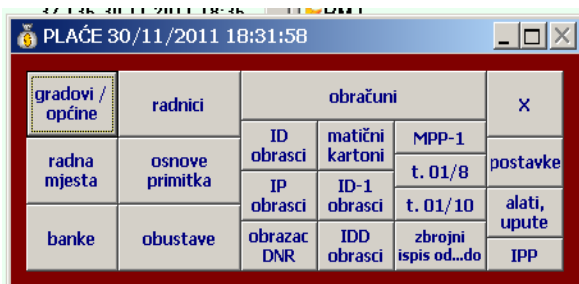 PLAĆE 30/11/2011 18:31:58
gradovi /
općine
radnici
obračuni
X
radna
mjesta
osnove
primitka
ID
obrasci
matični
kartoni
MPP-1
t. 01/8
postavke
IP
obrasci
ID-1
obrasci
t. 01/10
alati,
upute
banke
obustave
obrazac
DNR
IDD
obrasci
zbrojni
ispis od...do
IPP